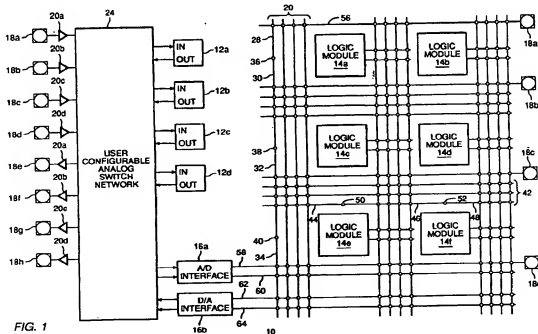 24
20
56
20a
18a
20b
18b
20c
18c
20d
18d
20a
18e
20b
18f
20c
18g
20d
18h
USER
CONFIGURABLE
ANALOG
SWITCH
NETWORK
IN
OUT
12a
IN
OUT
12b
IN
OUT
12c
IN
OUT
12d
A/D
INTERFACE
16a
D/A
INTERFACE
16b
58
60
62
64
36
30
38
32
40
34
LOGIC
MODULE
14a
LOGIC
MODULE
14b
LOGIC
MODULE
14c
LOGIC
MODULE
14d
44
50
46
52
48
42
LOGIC
MODULE
14e
LOGIC
MODULE
14f
18a
18b
18c
10
FIG. 1